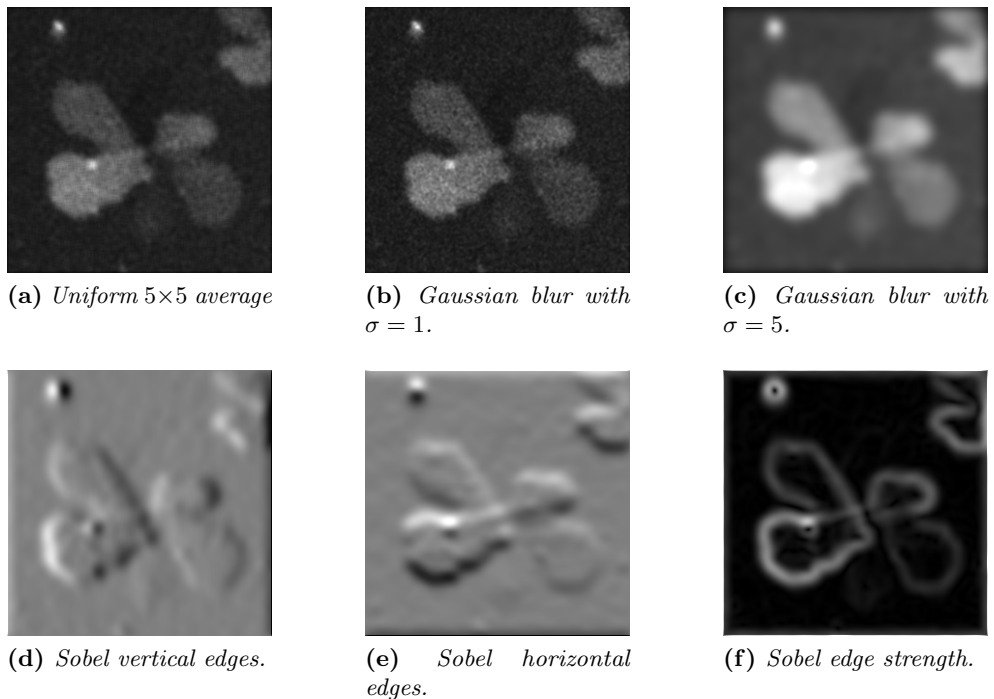 (a) Uniform 5×5 average
(b) Gaussian blur with
σ = 1.
(c) Gaussian blur with
σ = 5.
(d) Sobel vertical edges.
(e) Sobel horizontal
edges.
(f) Sobel edge strength.